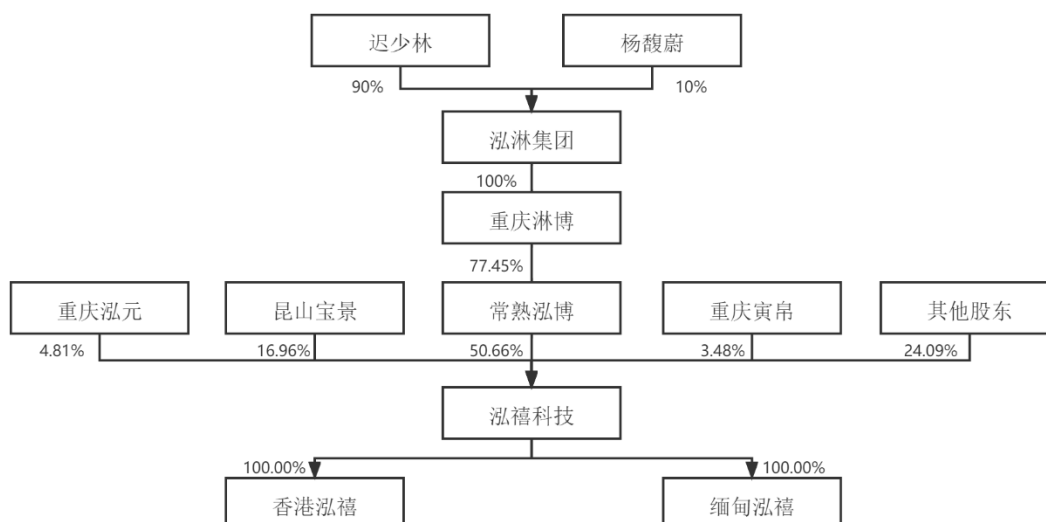 迟少林
杨馥蔚
90%
10%
泓淋集团
100%
重庆淋博
77.45%
重庆泓元
昆山宝景
常熟泓博
重庆寅帛
其他股东
4.81%
16.96%
50.66%
3.48%
24.09%
泓禧科技
100.00%
100.00%
香港泓禧
缅甸泓禧